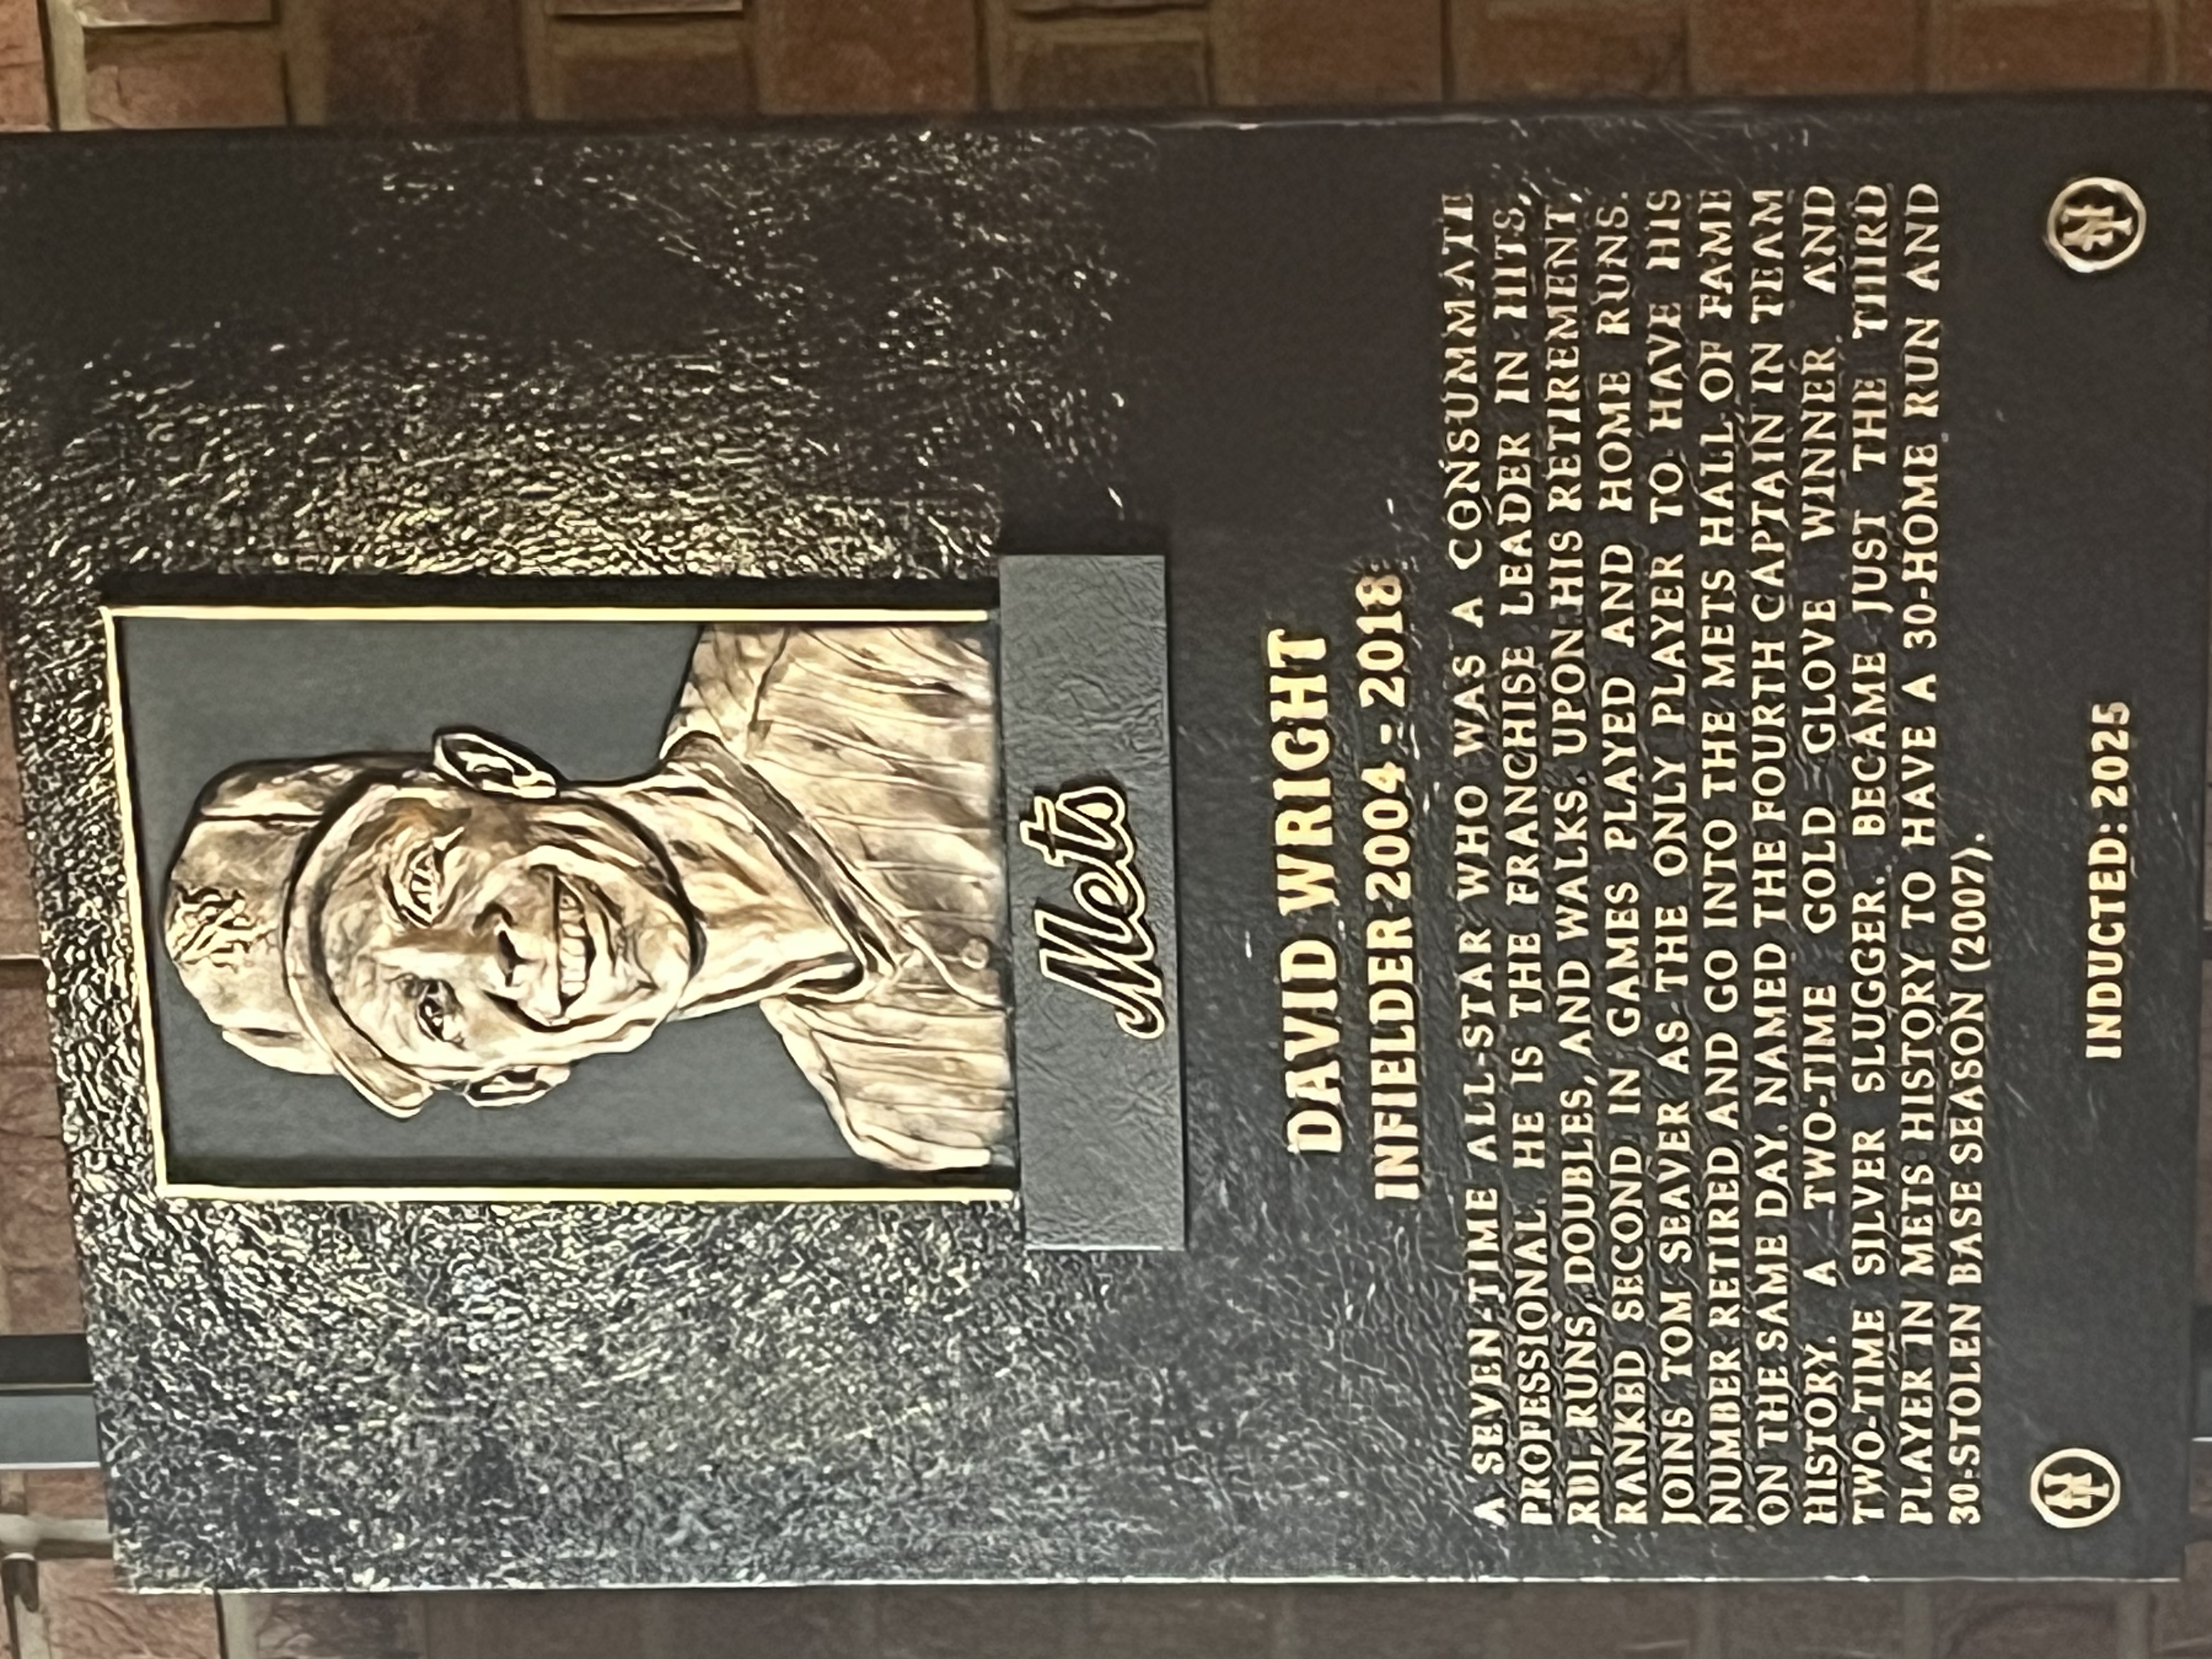 NY
Mets
DAVID WRIGHT
INFIELDER 2004 - 2018
A SEVEN-TIME ALL-STAR WHO WAS A CONSUMMATE
PROFESSIONAL. HE IS THE FRANCHISE LEADER IN HITS,
RBI, RUNS, DOUBLES, AND WALKS. UPON HIS RETIREMENT,
RANKED SECOND IN GAMES PLAYED AND HOME RUNS.
JOINS TOM SEAVER AS THE ONLY PLAYER TO HAVE HIS
NUMBER RETIRED AND GO INTO THE METS HALL OF FAME
ON THE SAME DAY. NAMED THE FOURTH CAPTAIN IN TEAM
HISTORY. A TWO-TIME GOLD GLOVE WINNER AND
TWO-TIME SILVER SLUGGER. BECAME JUST THE THIRD
PLAYER IN METS HISTORY TO HAVE A 30-HOME RUN AND
30-STOLEN BASE SEASON (2007).
INDUCTED: 2025